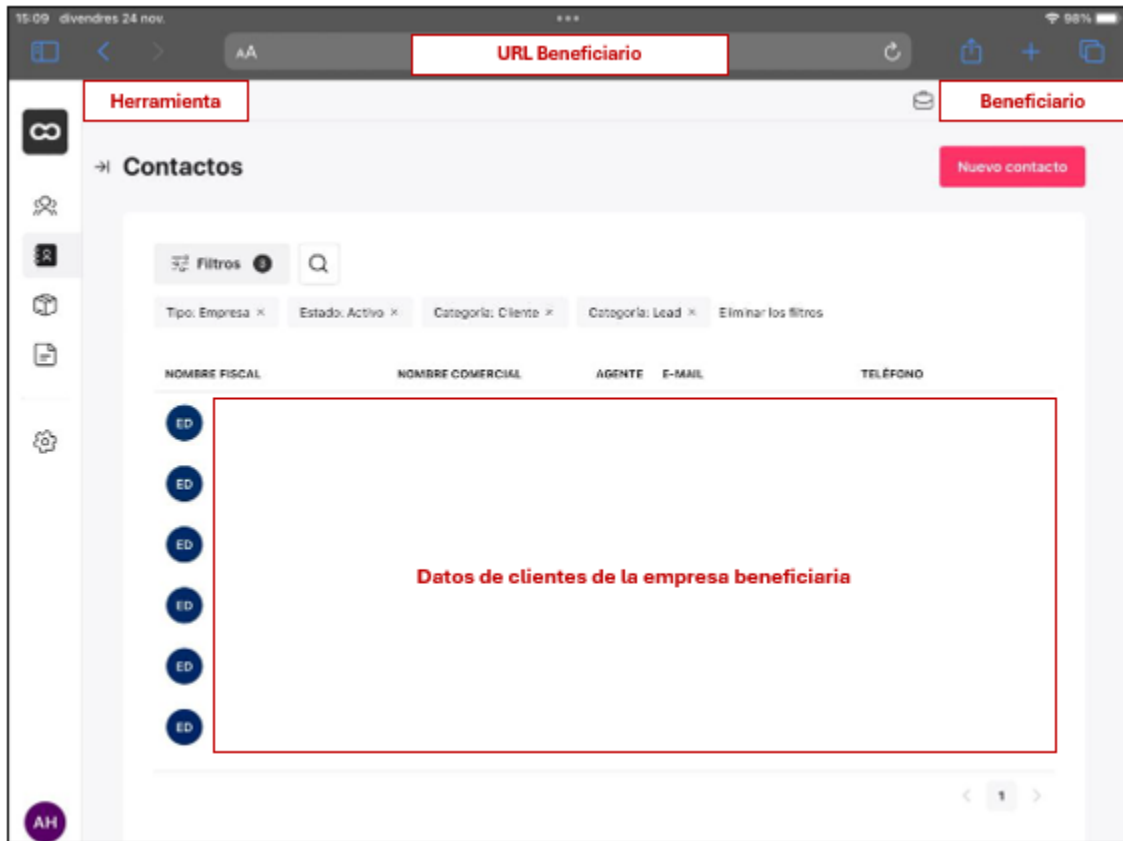 15:09 divendres 24 nov.
98%
AA
URL Beneficiario
Herramienta
Beneficiario
Contactos
Nuevo contacto
Filtros
Tipo: Empresa × Estado: Activo × Categoría: Cliente × Categoría: Lead × Eliminar los filtros
NOMBRE FISCAL NOMBRE COMERCIAL AGENTE E-MAIL TELÉFONO
ED
ED
ED
Datos de clientes de la empresa beneficiaria
ED
ED
ED
< 1 >
AH